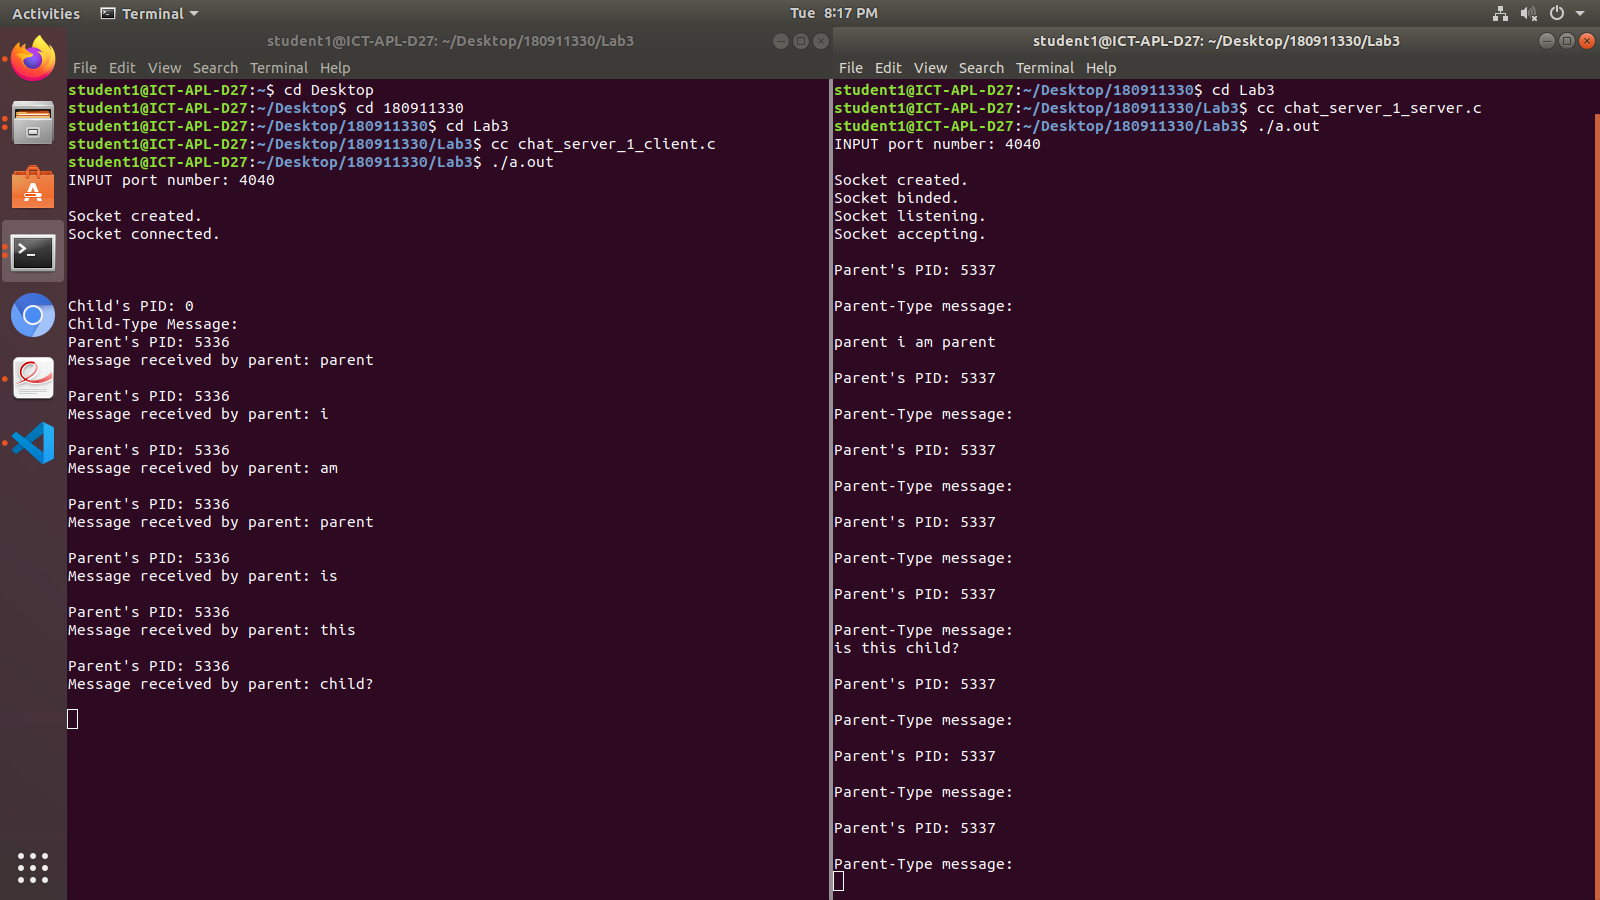 Activities Terminal Tue 8:17 PM
student1@ICT-APL-D27: ~/Desktop/180911330/Lab3
File Edit View Search Terminal Help
student1@ICT-APL-D27:~$ cd Desktop
student1@ICT-APL-D27:~/Desktop$ cd 180911330
student1@ICT-APL-D27:~/Desktop/180911330$ cd Lab3
student1@ICT-APL-D27:~/Desktop/180911330/Lab3$ cc chat_server_1_client.c
student1@ICT-APL-D27:~/Desktop/180911330/Lab3$ ./a.out
INPUT port number: 4040
Socket created.
Socket connected.
Child's PID: 0
Child-Type Message:
Parent's PID: 5336
Message received by parent: parent
Parent's PID: 5336
Message received by parent: i
Parent's PID: 5336
Message received by parent: am
Parent's PID: 5336
Message received by parent: parent
Parent's PID: 5336
Message received by parent: is
Parent's PID: 5336
Message received by parent: this
Parent's PID: 5336
Message received by parent: child?
student1@ICT-APL-D27: ~/Desktop/180911330/Lab3
File Edit View Search Terminal Help
student1@ICT-APL-D27:~/Desktop/180911330$ cd Lab3
student1@ICT-APL-D27:~/Desktop/180911330/Lab3$ cc chat_server_1_server.c
student1@ICT-APL-D27:~/Desktop/180911330/Lab3$ ./a.out
INPUT port number: 4040
Socket created.
Socket binded.
Socket listening.
Socket accepting.
Parent's PID: 5337
Parent-Type message:
parent i am parent
Parent's PID: 5337
Parent-Type message:
Parent's PID: 5337
Parent-Type message:
Parent's PID: 5337
Parent-Type message:
Parent's PID: 5337
Parent-Type message:
is this child?
Parent's PID: 5337
Parent-Type message:
Parent's PID: 5337
Parent-Type message:
Parent's PID: 5337
Parent-Type message: